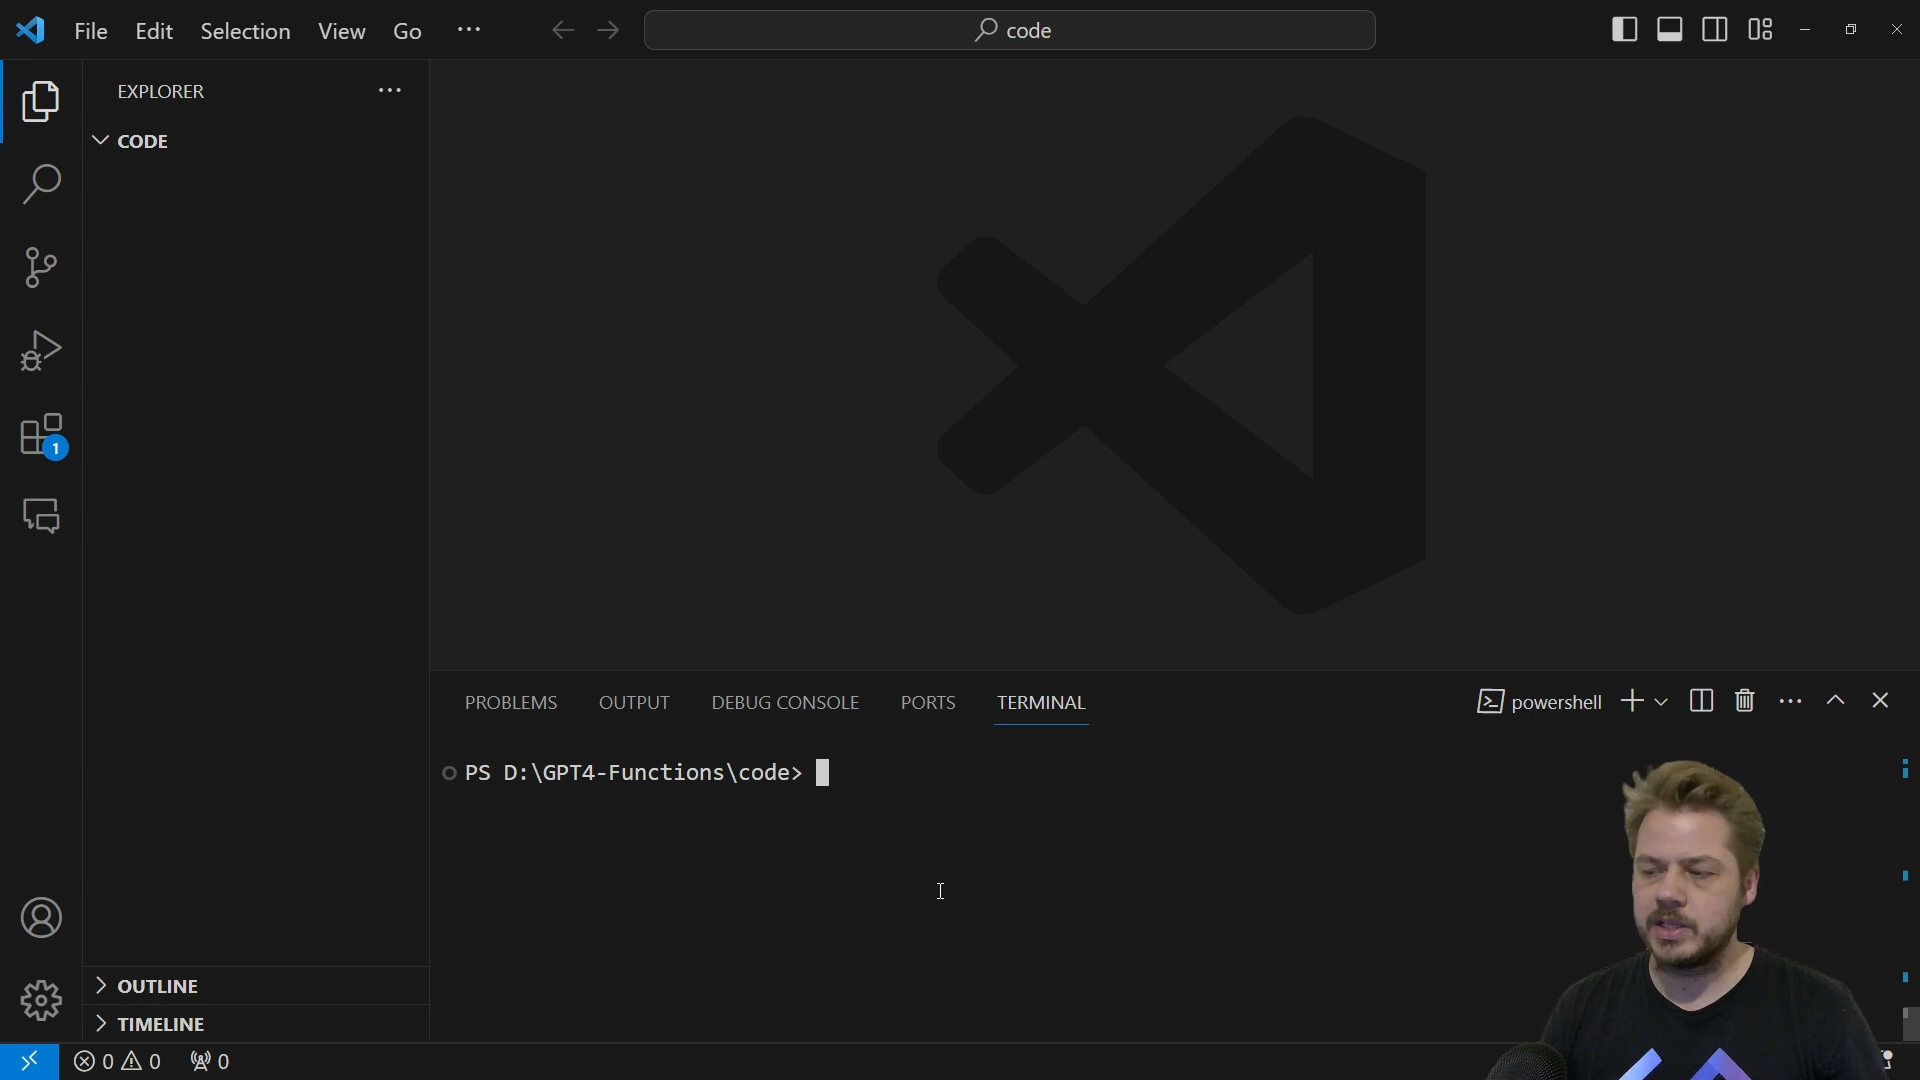 File Edit Selection View Go ···
code
EXPLORER ···
CODE
1
PROBLEMS OUTPUT DEBUG CONSOLE PORTS TERMINAL
powershell
PS D:\GPT4-Functions\code>
OUTLINE
TIMELINE
0 0 0